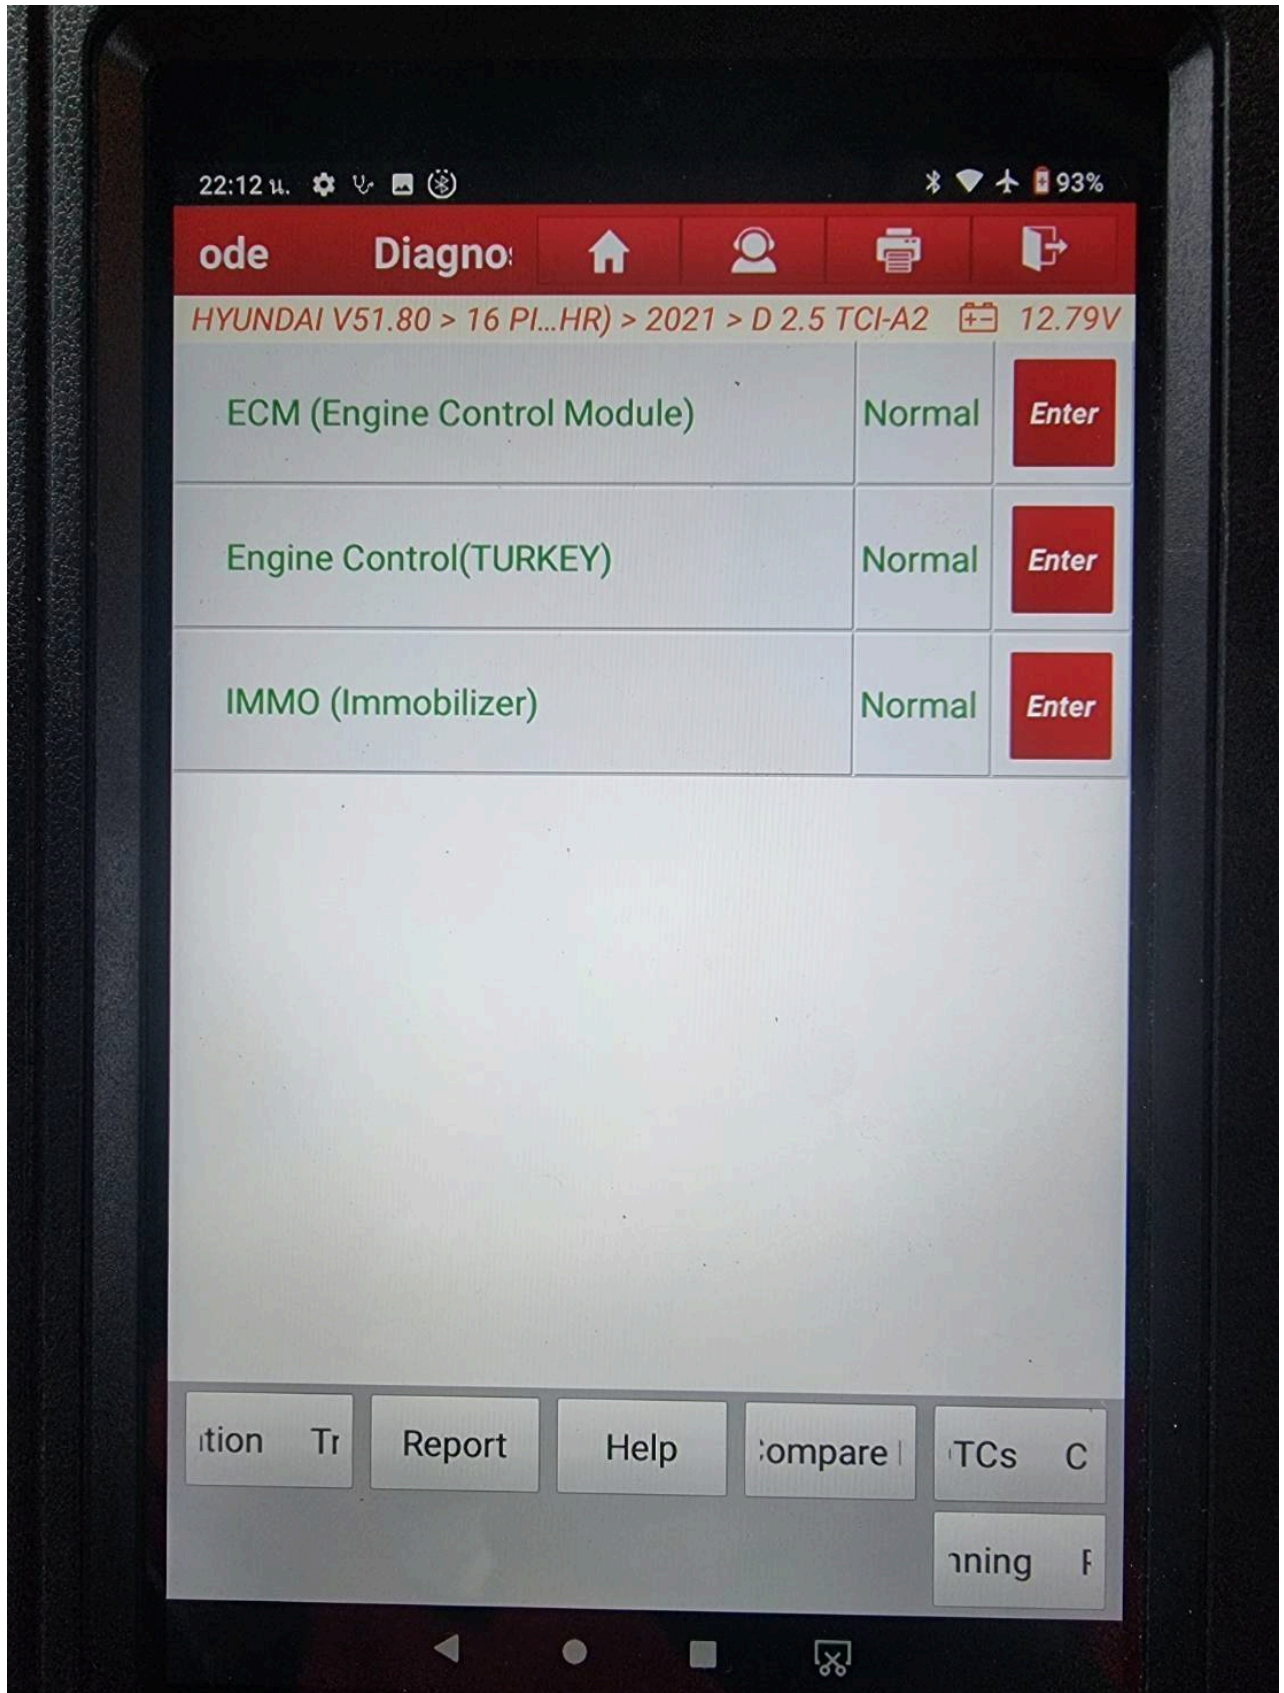 22:12 น. 93%
ode Diagno
HYUNDAI V51.80 > 16 PI...HR) > 2021 > D 2.5 TCI-A2 12.79V
ECM (Engine Control Module) Normal Enter
Engine Control(TURKEY) Normal Enter
IMMO (Immobilizer) Normal Enter
ition Tr Report Help ompare TCs C
nning F